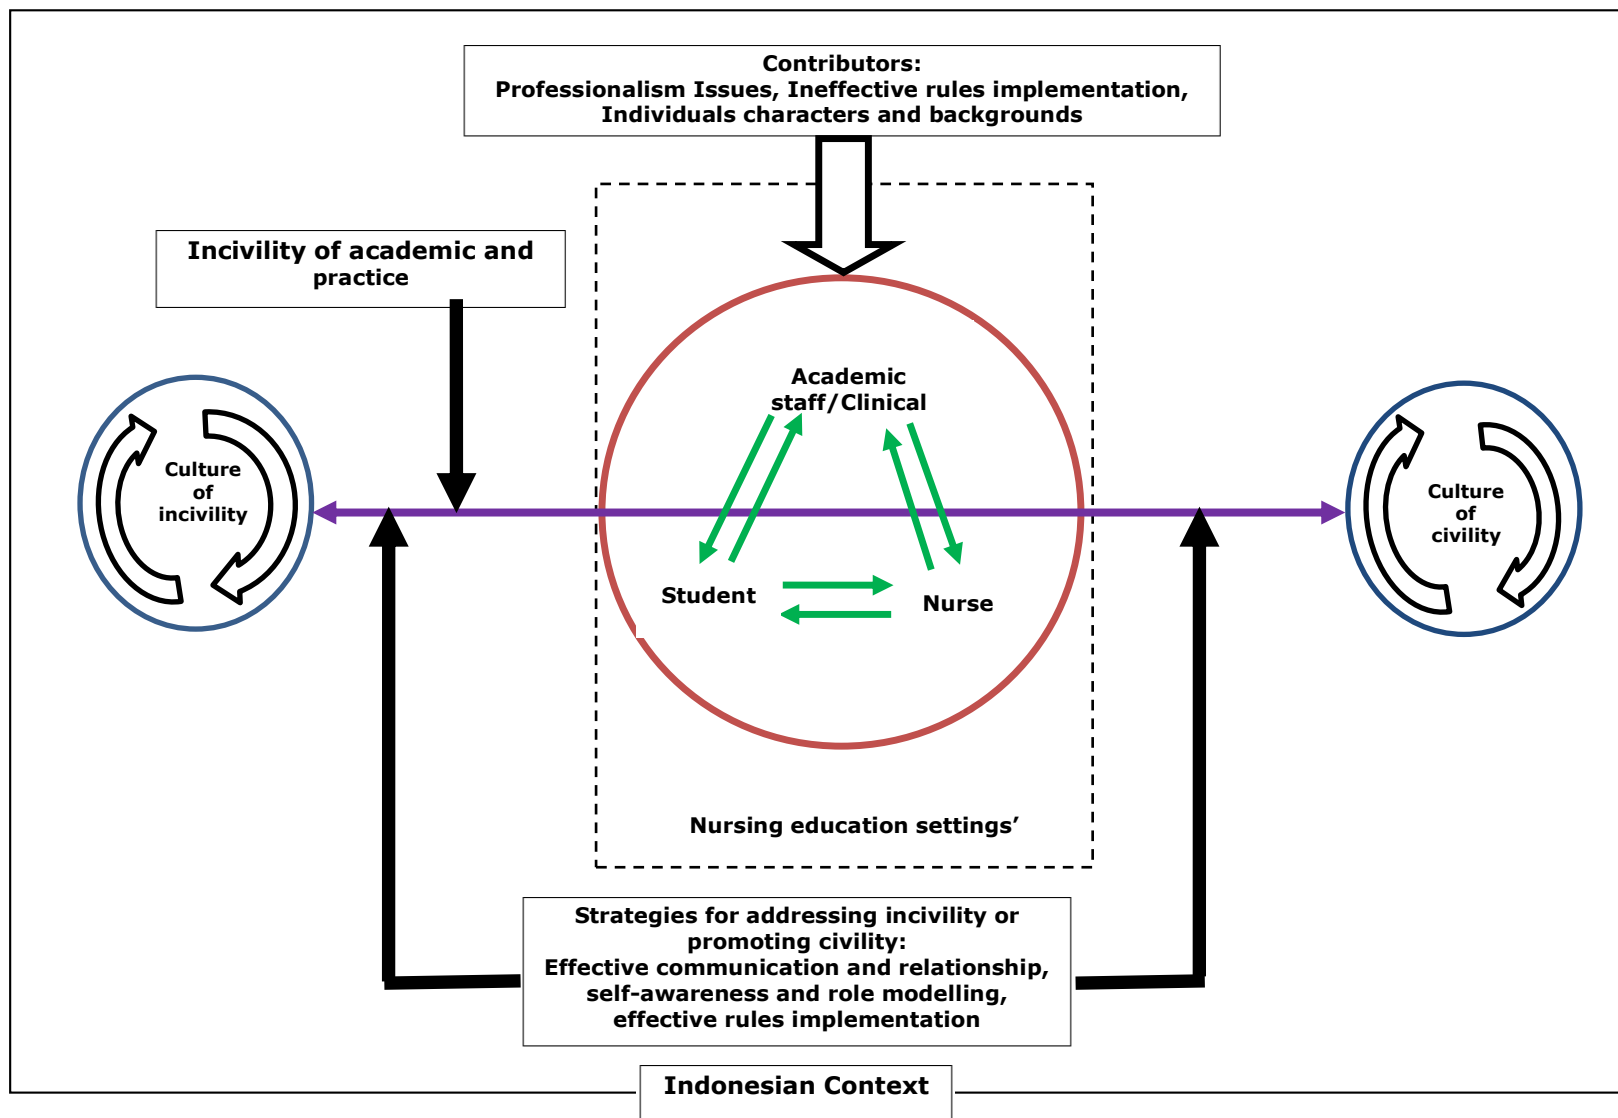 Contributors:
Professionalism Issues, Ineffective rules implementation,
Individuals characters and backgrounds
Incivility of academic and
practice
Academic
staff/Clinical
Culture
of
incivility
Culture
of
civility
Student
Nurse
Nursing education settings’
Strategies for addressing incivility or
promoting civility:
Effective communication and relationship,
self-awareness and role modelling,
effective rules implementation
Indonesian Context